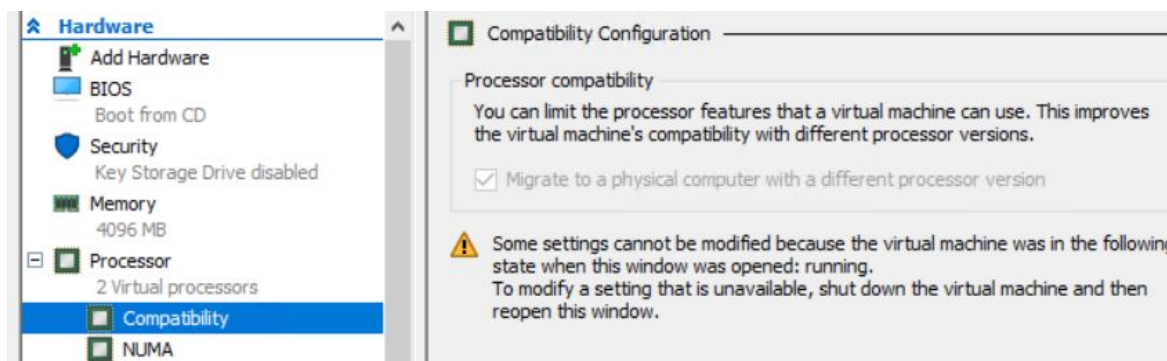 Hardware
Add Hardware
BIOS
Boot from CD
Security
Key Storage Drive disabled
Memory
4096 MB
Processor
2 Virtual processors
Compatibility
NUMA
Compatibility Configuration
Processor compatibility
You can limit the processor features that a virtual machine can use. This improves
the virtual machine's compatibility with different processor versions.
Migrate to a physical computer with a different processor version
Some settings cannot be modified because the virtual machine was in the following
state when this window was opened: running.
To modify a setting that is unavailable, shut down the virtual machine and then
reopen this window.